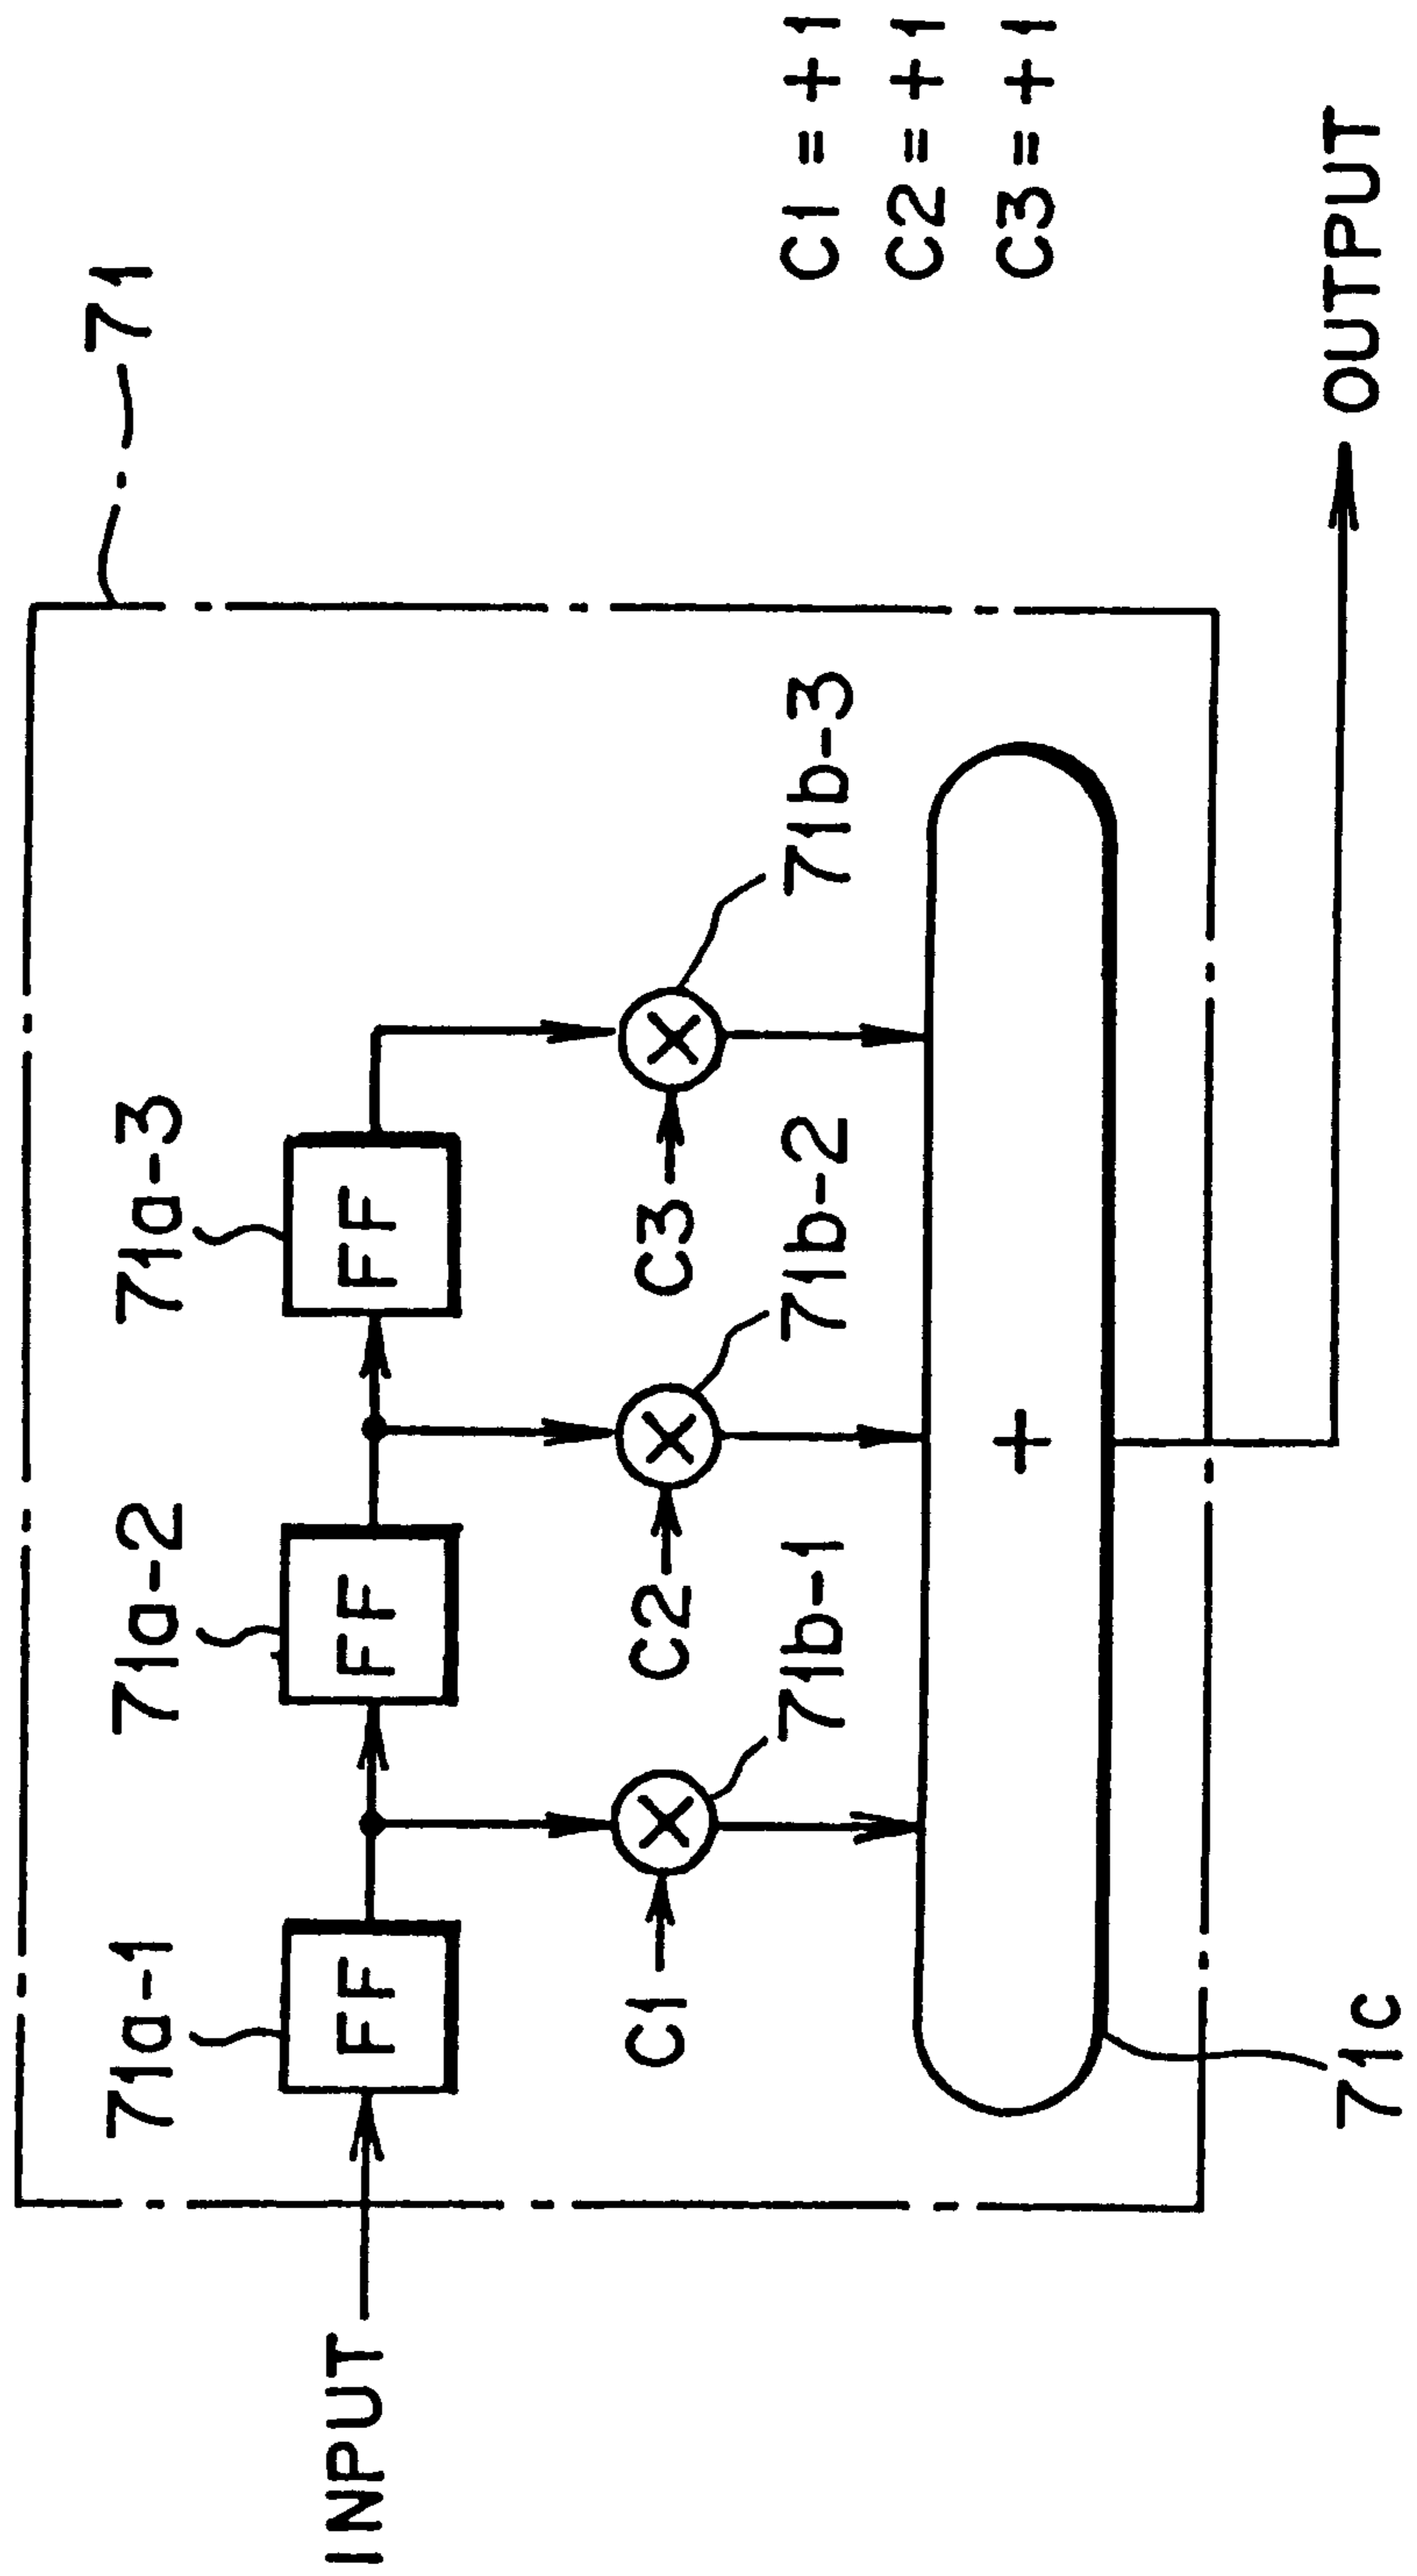 71
71a-1
71a-2
71a-3
INPUT
FF
FF
FF
C1
C2
C3
×
×
×
71b-1
71b-2
71b-3
+
71c
OUTPUT
C1 = +1
C2 = +1
C3 = +1